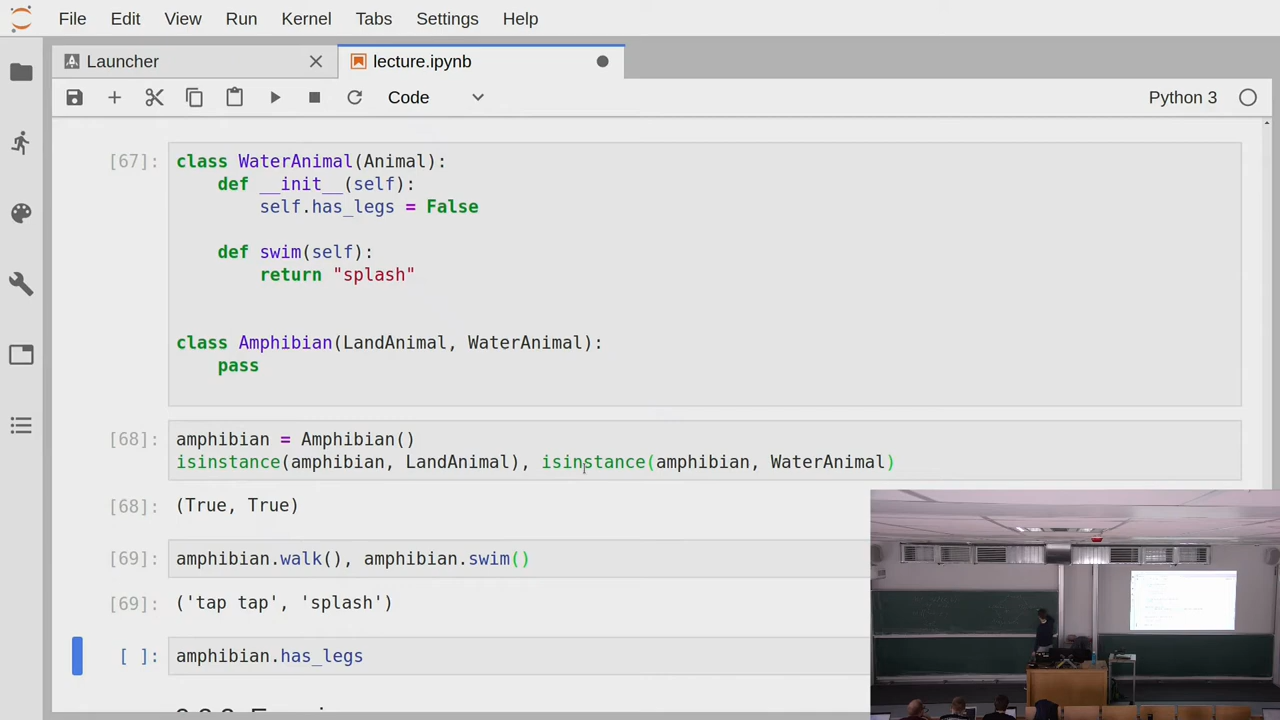 File Edit View Run Kernel Tabs Settings Help
Launcher
lecture.ipynb
Code
Python 3
[67]:
class WaterAnimal(Animal):
    def __init__(self):
        self.has_legs = False
    def swim(self):
        return "splash"
class Amphibian(LandAnimal, WaterAnimal):
    pass
[68]:
amphibian = Amphibian()
isinstance(amphibian, LandAnimal), isinstance(amphibian, WaterAnimal)
[68]: (True, True)
[69]: amphibian.walk(), amphibian.swim()
[69]: ('tap tap', 'splash')
[ ]: amphibian.has_legs